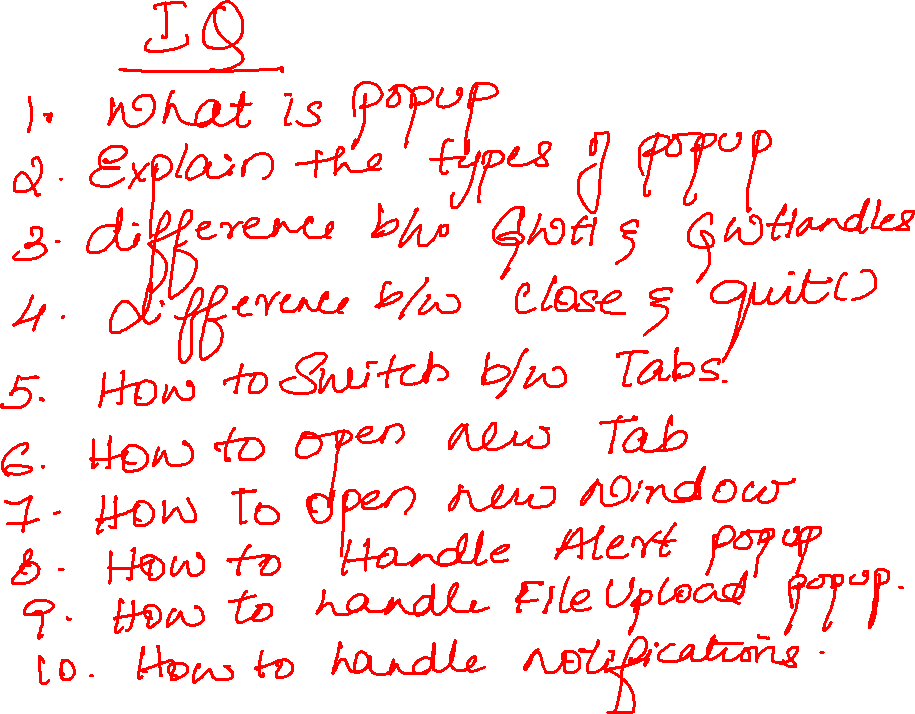 IQ
1. What is popup
2. Explain the types of popup
3. difference b/w GWH & GWHandles
4. difference b/w close & quit()
5. How to Switch b/w Tabs.
6. How to open new Tab
7. How To open new window
8. How to Handle Alert popup
9. How to handle File Upload popup.
10. How to handle notifications.